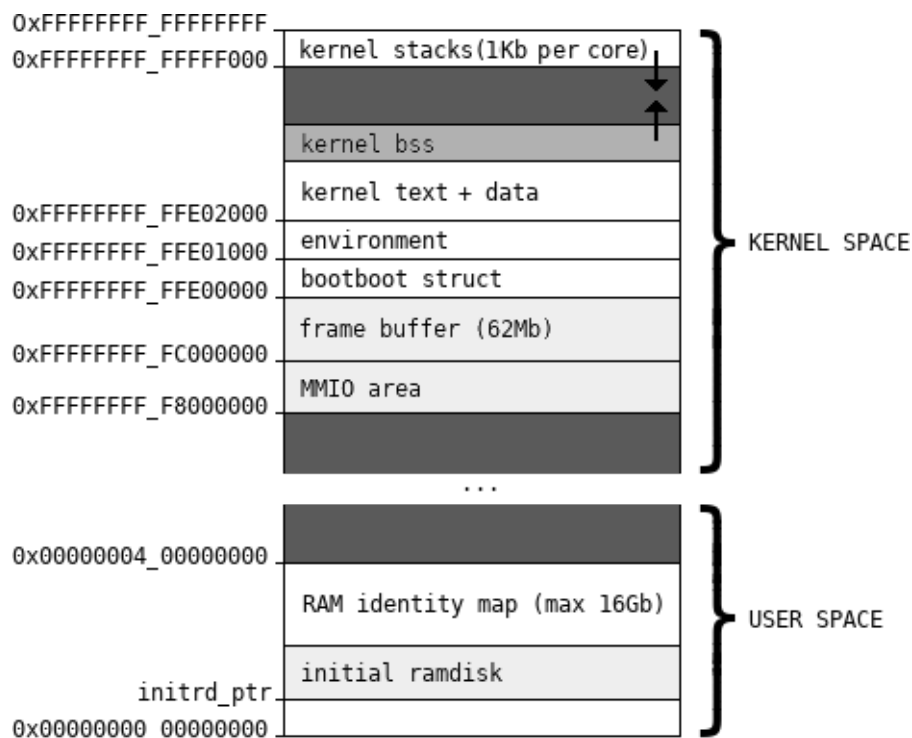 0xFFFFFFFF_FFFFFFFF
kernel stacks(1Kb per core)
0xFFFFFFFF_FFFFF000
kernel bss
kernel text + data
0xFFFFFFFF_FFE02000
environment
0xFFFFFFFF_FFE01000
bootboot struct
0xFFFFFFFF_FFE00000
KERNEL SPACE
frame buffer (62Mb)
0xFFFFFFFF_FC000000
MMIO area
0xFFFFFFFF_F8000000
...
0x00000004_00000000
RAM identity map (max 16Gb)
USER SPACE
initial ramdisk
initrd_ptr
0x00000000_00000000